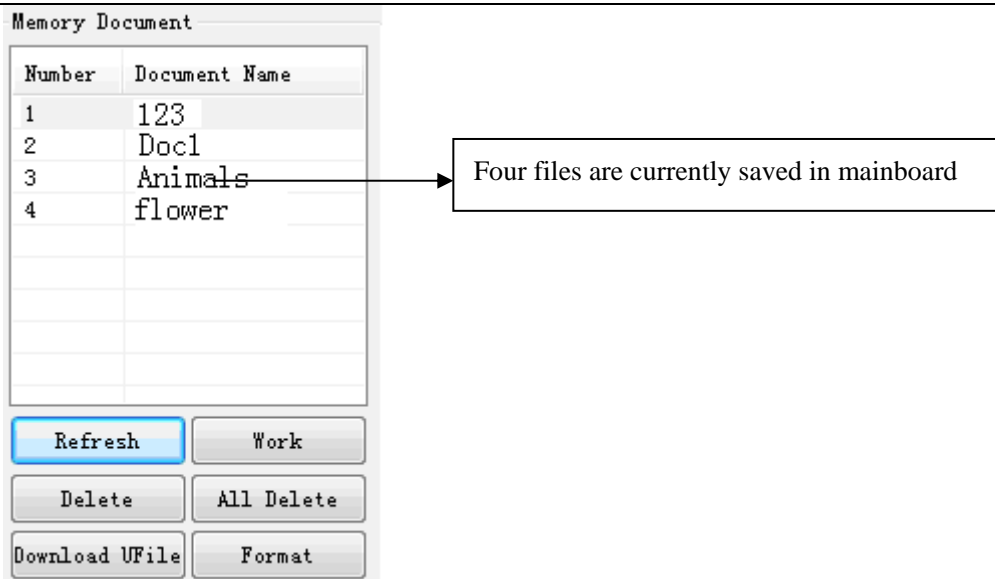 Memory Document
Number Document Name
1 123
2 Doc1
3 Animals
4 flower
Four files are currently saved in mainboard
Refresh Work
Delete All Delete
Download UFile Format